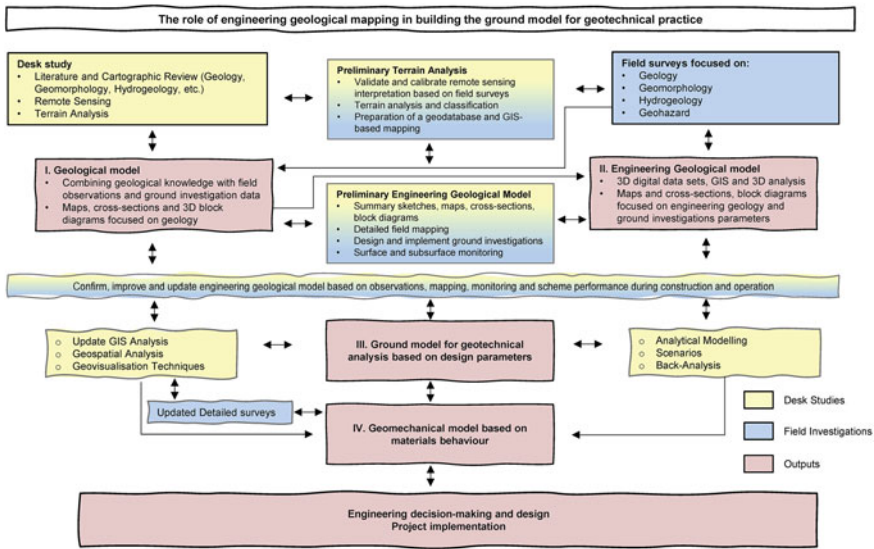 The role of engineering geological mapping in building the ground model for geotechnical practice
Desk study
• Literature and Cartographic Review (Geology,
Geomorphology, Hydrogeology, etc.)
• Remote Sensing
• Terrain Analysis
Preliminary Terrain Analysis
• Validate and calibrate remote sensing
interpretation based on field surveys
• Terrain analysis and classification
• Preparation of a geodatabase and GIS-
based mapping
Field surveys focused on:
• Geology
• Geomorphology
• Hydrogeology
• Geohazard
I. Geological model
• Combining geological knowledge with field
observations and ground investigation data
• Maps, cross-sections and 3D block
diagrams focused on geology
Preliminary Engineering Geological Model
• Summary sketches, maps, cross-sections,
block diagrams
• Detailed field mapping
• Design and implement ground investigations
• Surface and subsurface monitoring
II. Engineering Geological model
• 3D digital data sets, GIS and 3D analysis
• Maps and cross-sections, block diagrams
focused on engineering geology and
ground investigations parameters
Confirm, improve and update engineering geological model based on observations, mapping, monitoring and scheme performance during construction and operation
o Update GIS Analysis
o Geospatial Analysis
o Geovisualisation Techniques
III. Ground model for geotechnical
analysis based on design parameters
o Analytical Modelling
o Scenarios
o Back-Analysis
Updated Detailed surveys
IV. Geomechanical model based on
materials behaviour
Desk Studies
Field Investigations
Outputs
Engineering decision-making and design
Project implementation